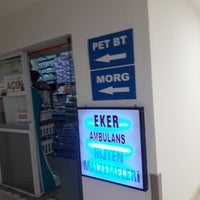 PET BT
MORG
EKER
AMBULANS
HİJYEN
MALZEMELERİ